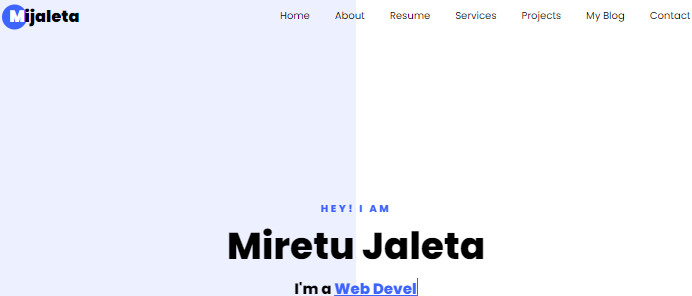 Mijaleta Home About Resume Services Projects My Blog Contact
HEY! I AM
Miretu Jaleta
I'm a Web Devel